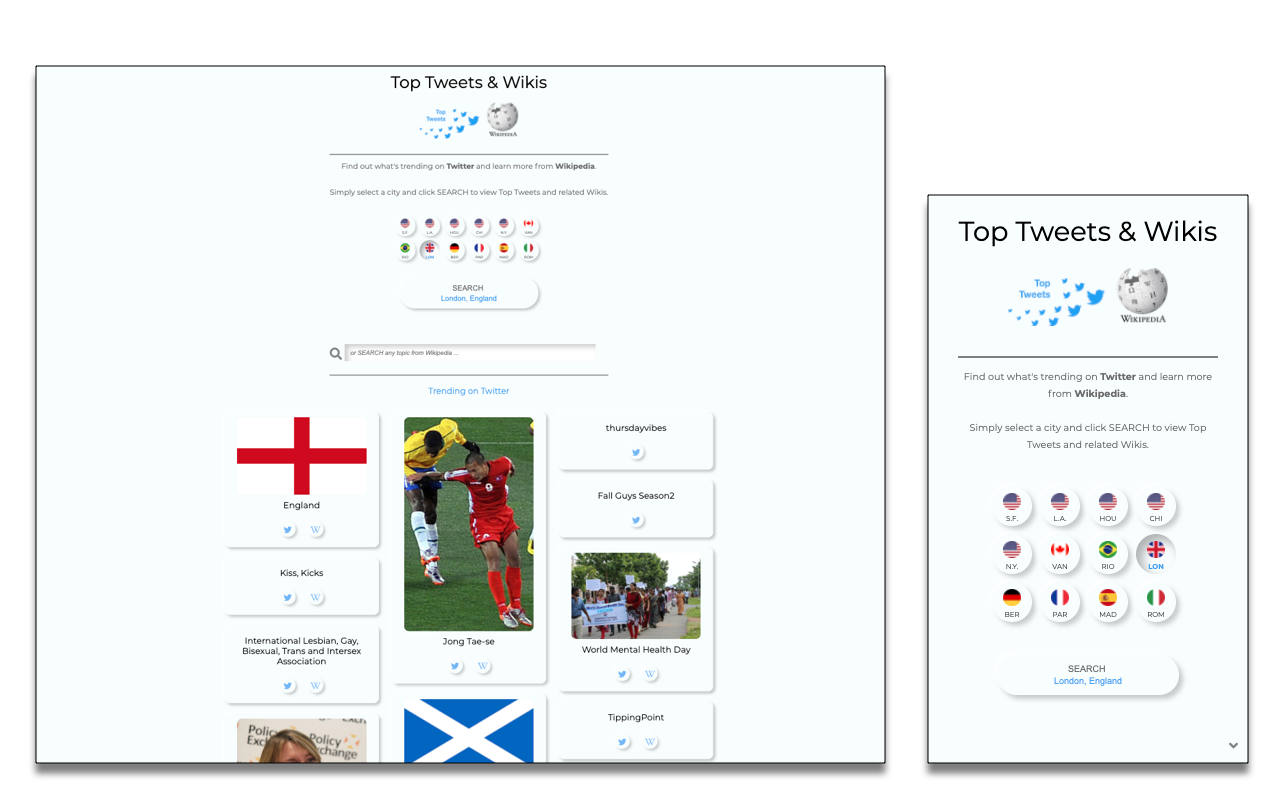 Top Tweets & Wikis
Top
Tweets
WIKIPEDIA
Find out what's trending on Twitter and learn more from Wikipedia.
Simply select a city and click SEARCH to view Top Tweets and related Wikis.
S.F. L.A. HOU CHI N.Y. VAN
RIO LON BER PAR MAD ROM
SEARCH
London, England
or SEARCH any topic from Wikipedia ...
Trending on Twitter
England
W
Kiss, Kicks
W
International Lesbian, Gay,
Bisexual, Trans and Intersex
Association
W
Policy
Exchange
Policy
Exchange
Jong Tae-se
W
thursdayvibes
Fall Guys Season2
World Mental Health Day
W
TippingPoint
W
Top Tweets & Wikis
Top
Tweets
WIKIPEDIA
Find out what's trending on Twitter and learn more
from Wikipedia.
Simply select a city and click SEARCH to view Top
Tweets and related Wikis.
S.F. L.A. HOU CHI
N.Y. VAN RIO LON
BER PAR MAD ROM
SEARCH
London, England